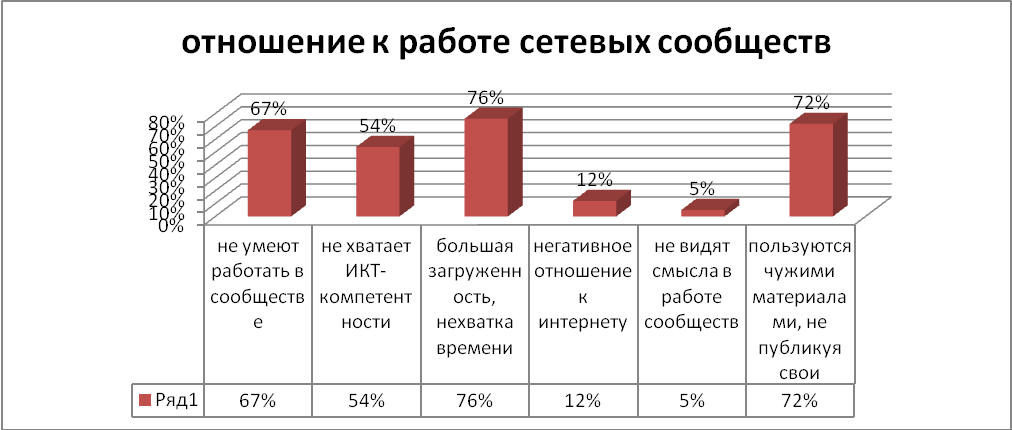 отношение к работе сетевых сообществ
67%
54%
76%
12%
5%
72%
80%
70%
60%
50%
40%
30%
20%
10%
0%
не умеют
работать в
сообществ
е
не хватает
ИКТ-
компетент
ности
большая
загруженн
ость,
нехватка
времени
негативное
отношение
к
интернету
не видят
смысла в
работе
сообществ
пользуются
чужими
материала
ми, не
публикуя
свои
Ряд1 67% 54% 76% 12% 5% 72%